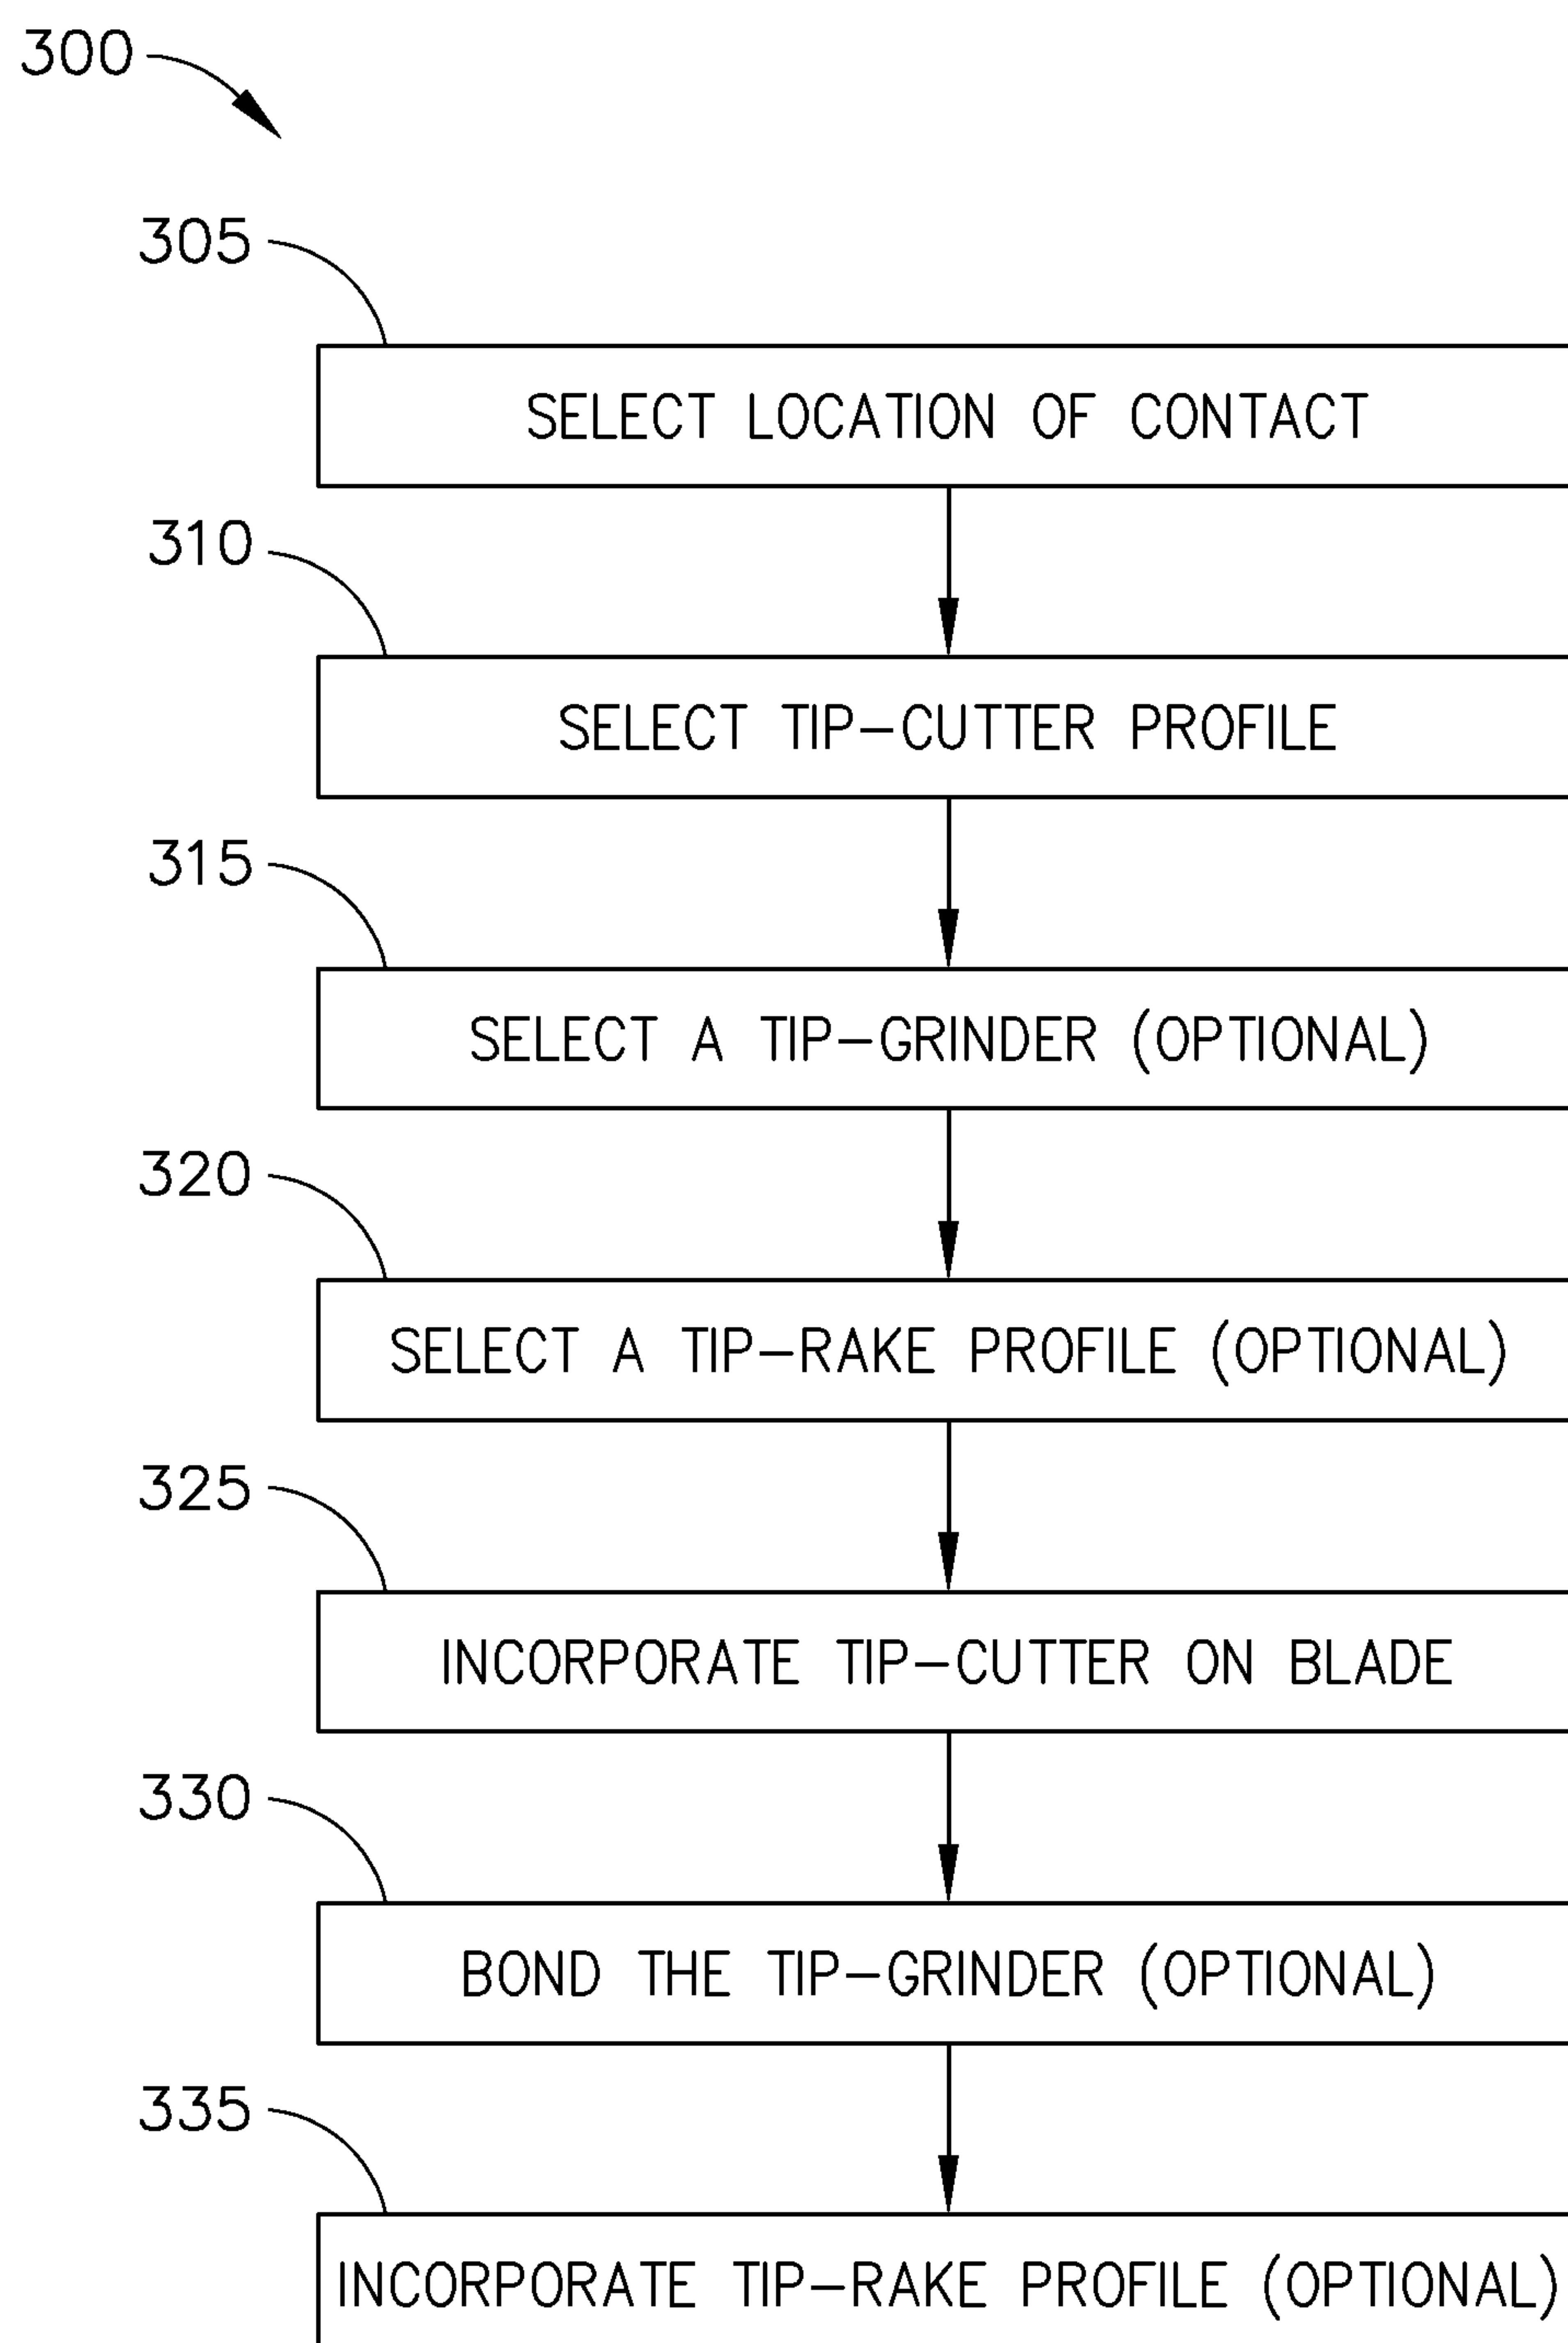 300
305
SELECT LOCATION OF CONTACT
310
SELECT TIP-CUTTER PROFILE
315
SELECT A TIP-GRINDER (OPTIONAL)
320
SELECT A TIP-RAKE PROFILE (OPTIONAL)
325
INCORPORATE TIP-CUTTER ON BLADE
330
BOND THE TIP-GRINDER (OPTIONAL)
335
INCORPORATE TIP-RAKE PROFILE (OPTIONAL)